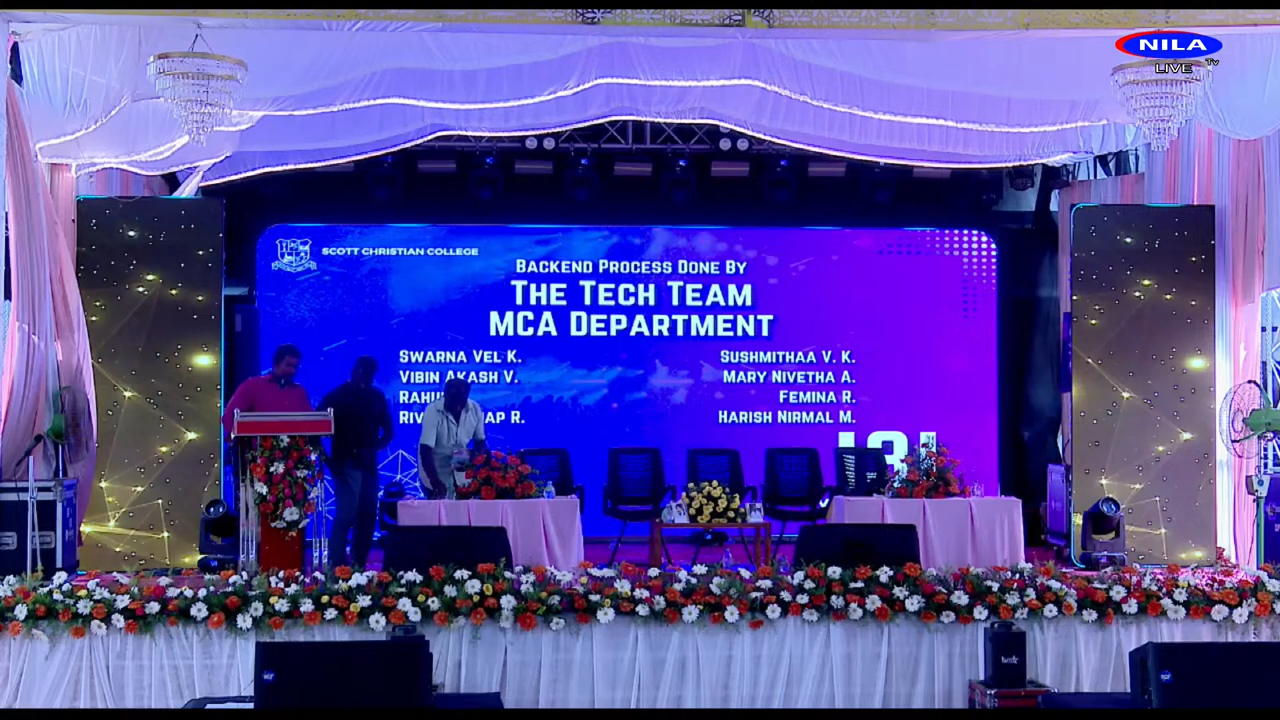 NILA
LIVE Tv
SCOTT CHRISTIAN COLLEGE
BACKEND PROCESS DONE BY
THE TECH TEAM
MCA DEPARTMENT
SWARNA VEL K.
VIBIN AKASH V.
SUSHMITHAA V. K.
MARY NIVETHA A.
FEMINA R.
HARISH NIRMAL M.